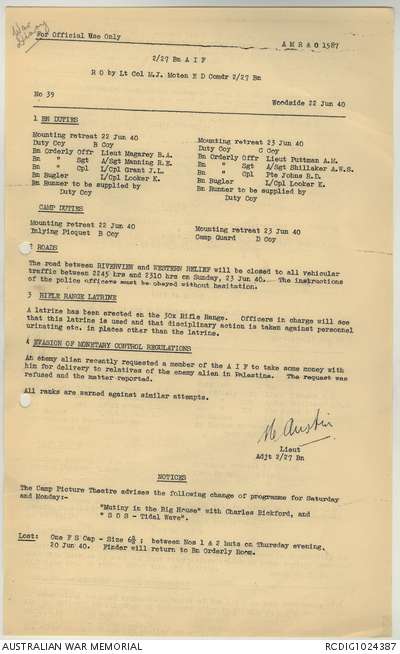 War
Diary
For Official Use Only
A M R A O 1587
2/27 Bn A I F
R O by Lt Col M.J. Moten E D Comdr 2/27 Bn
No 39
Woodside 22 Jun 40
1 BN DUTIES
Mounting retreat 22 Jun 40
Duty Coy B Coy
Bn Orderly Offr Lieut Magarey B.A.
Bn " Sgt A/Sgt Manning R.E.
Bn " Cpl L/Cpl Grant J.L.
Bn Bugler L/Cpl Looker K.
Bn Runner to be supplied by
Duty Coy
Mounting retreat 23 Jun 40
Duty Coy C Coy
Bn Orderly Offr Lieut Puttman A.M.
Bn " Sgt A/Sgt Shillaker A.W.S.
Bn " Cpl Pte Johns R.D.
Bn Bugler L/Cpl Looker K.
Bn Runner to be supplied by
Duty Coy
CAMP DUTIES
Mounting retreat 22 Jun 40
Inlying Picquet B Coy
Mounting retreat 23 Jun 40
Camp Guard D Coy
2 ROADS
The road between RIVERVIEW and WESTERN RELIEF will be closed to all vehicular
traffic between 2245 hrs and 2310 hrs on Sunday, 23 Jun 40. The instructions
of the police officers must be obeyed without hesitation.
3 RIFLE RANGE LATRINE
A latrine has been erected on the 30x Rifle Range. Officers in charge will see
that this latrine is used and that disciplinary action is taken against personnel
urinating etc. in places other than the latrine.
4 EVASION OF MONETARY CONTROL REGULATIONS
An enemy alien recently requested a member of the A I F to take some money with
him for delivery to relatives of the enemy alien in Palestine. The request was
refused and the matter reported.
All ranks are warned against similar attempts.
Austin
Lieut
Adjt 2/27 Bn
NOTICES
The Camp Picture Theatre advises the following change of programme for Saturday
and Monday:-
"Mutiny in the Big House" with Charles Bickford, and
" S O S - Tidal Wave".
Lost: One F S Cap - Size 6⅞ : between Nos 1 & 2 huts on Thursday evening,
20 Jun 40. Finder will return to Bn Orderly Room.
AUSTRALIAN WAR MEMORIAL
RCDIG1024387